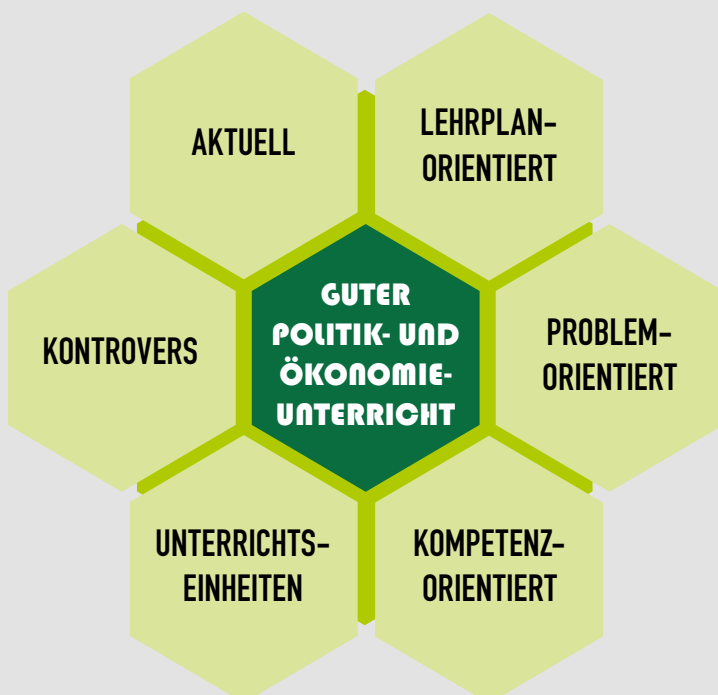 AKTUELL
LEHRPLAN-
ORIENTIERT
KONTROVERS
GUTER
POLITIK- UND
ÖKONOMIE-
UNTERRICHT
PROBLEM-
ORIENTIERT
UNTERRICHTS-
EINHEITEN
KOMPETENZ-
ORIENTIERT